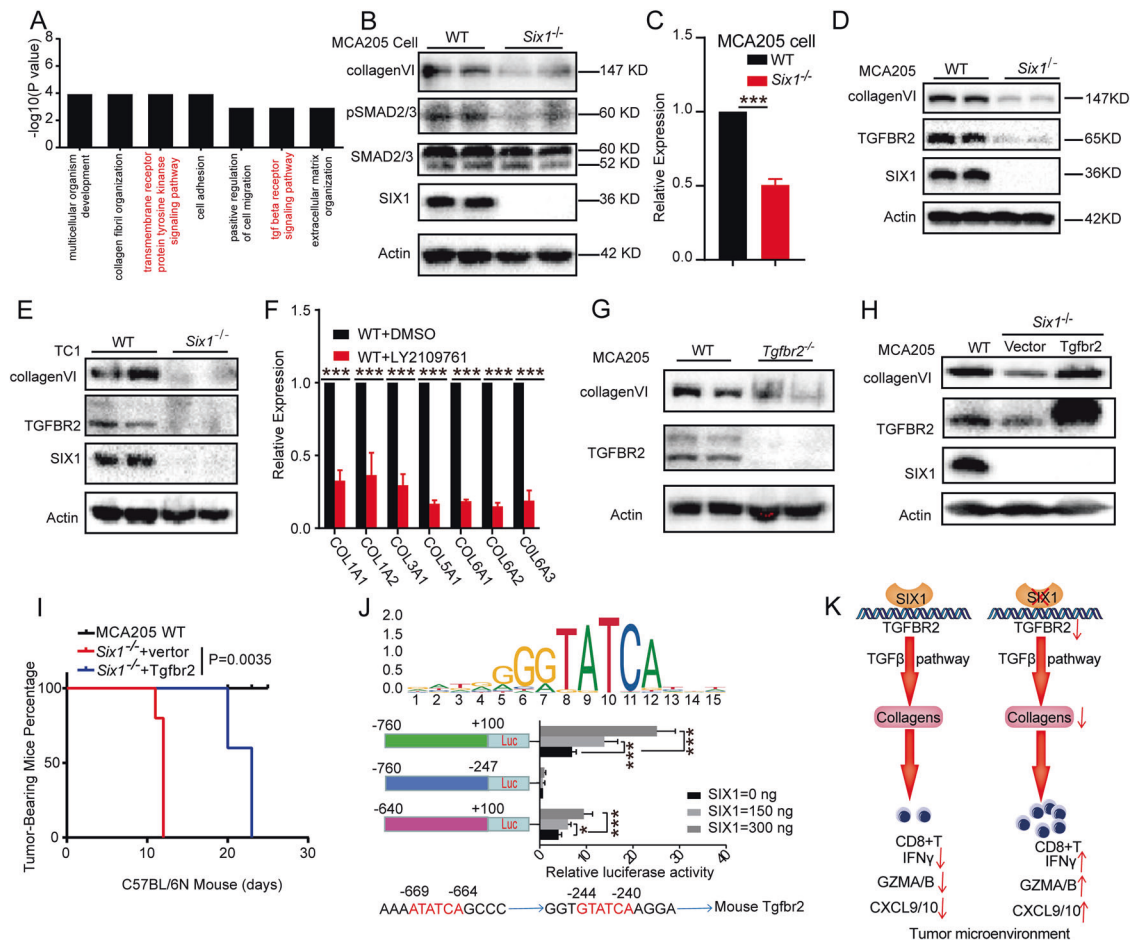 A
-log10(P value)
8
6
4
2
0
multicellular organism
development
collagen fibril organization
transmembrane receptor
protein tyrosine kinanse
signaling pathway
cell adhesion
pastive regulation
of cell migration
tgf beta receptor
signaling pathway
extracellular matrix
organization
B
WT Six1-/-
MCA205 Cell
collagenVI 147 KD
pSMAD2/3 60 KD
SMAD2/3 60 KD
52 KD
SIX1 36 KD
Actin 42 KD
C
MCA205 cell
WT
Six1-/-
***
Relative Expression
1.5
1.0
0.5
0.0
D
MCA205 WT Six1-/-
collagenVI 147KD
TGFBR2 65KD
SIX1 36KD
Actin 42KD
E
TC1 WT Six1-/-
collagenVI
TGFBR2
SIX1
Actin
F
WT+DMSO
WT+LY2109761
*** *** *** *** *** *** ***
Relative Expression
1.5
1.0
0.5
0.0
COL1A1
COL1A2
COL3A1
COL5A1
COL6A1
COL6A2
COL6A3
G
MCA205 WT Tgfbr2-/-
collagenVI
TGFBR2
Actin
H
Six1-/-
MCA205 WT Vector Tgfbr2
collagenVI
TGFBR2
SIX1
Actin
I
MCA205 WT
Six1-/-+vertor
Six1-/-+Tgfbr2
P=0.0035
Tumor-Bearing Mice Percentage
100
50
0
0 10 20 30
C57BL/6N Mouse (days)
J
2.0
1.5
1.0
0.5
0.0
GGGTATCA
1 2 3 4 5 6 7 8 9 10 11 12 13 14 15
-760 +100
Luc
***
***
-760 -247
Luc
-640 +100
Luc
*
***
SIX1=0 ng
SIX1=150 ng
SIX1=300 ng
0 10 20 30 40
Relative luciferase activity
-669 -664 -244 -240
AAAATATCAGCCC GGTGTATCAAGGA Mouse Tgfbr2
K
SIX1 SIX1
TGFBR2 TGFBR2
TGFβ pathway TGFβ pathway
Collagens Collagens
CD8+T CD8+T
IFNγ IFNγ
GZMA/B GZMA/B
CXCL9/10 CXCL9/10
Tumor microenvironment